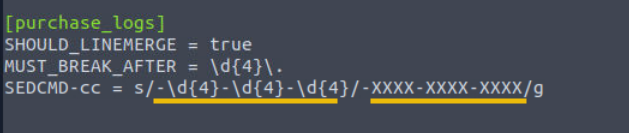 [purchase_logs]
SHOULD_LINEMERGE = true
MUST_BREAK_AFTER = \d{4}\.
SEDCMD-cc = s/-\d{4}-\d{4}-\d{4}/-XXXX-XXXX-XXXX/g